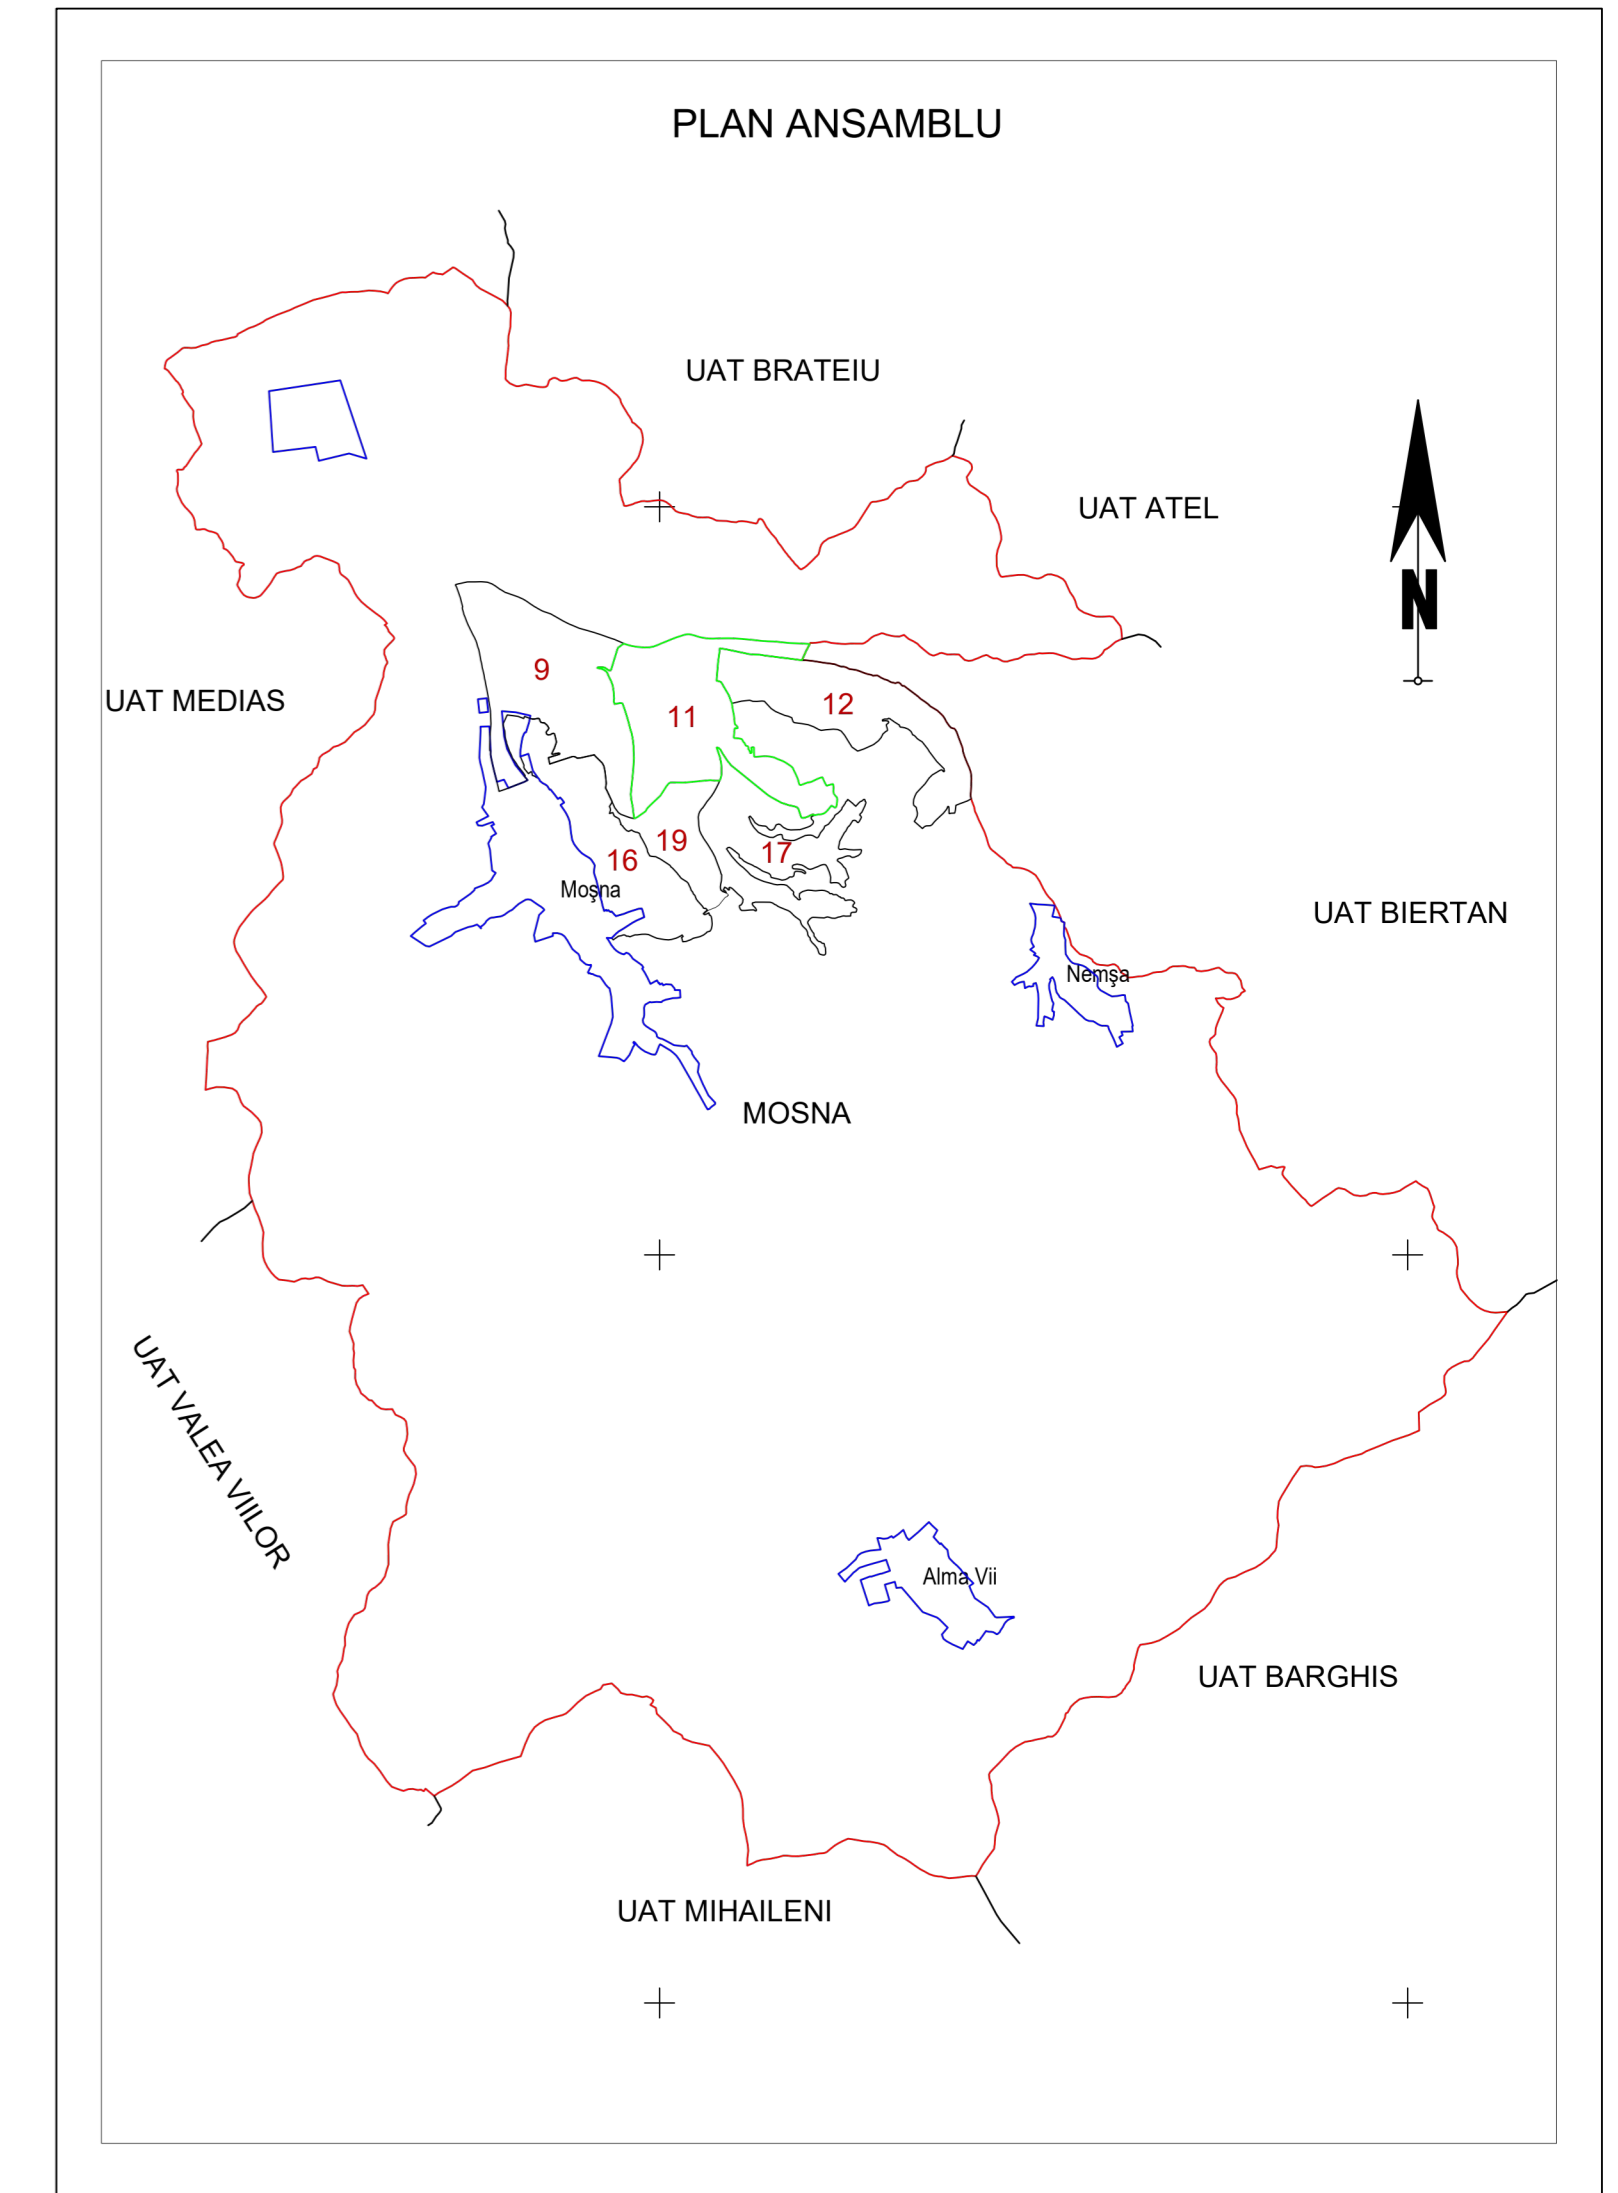 PLAN ANSAMBLU
UAT BRATEIU
UAT ATEL
N
9
UAT MEDIAS
12
11
19
17
16
Moşna
UAT BIERTAN
Nemşa
MOSNA
UAT VALEA VIILOR
Alma Vii
UAT BARGHIS
UAT MIHAILENI